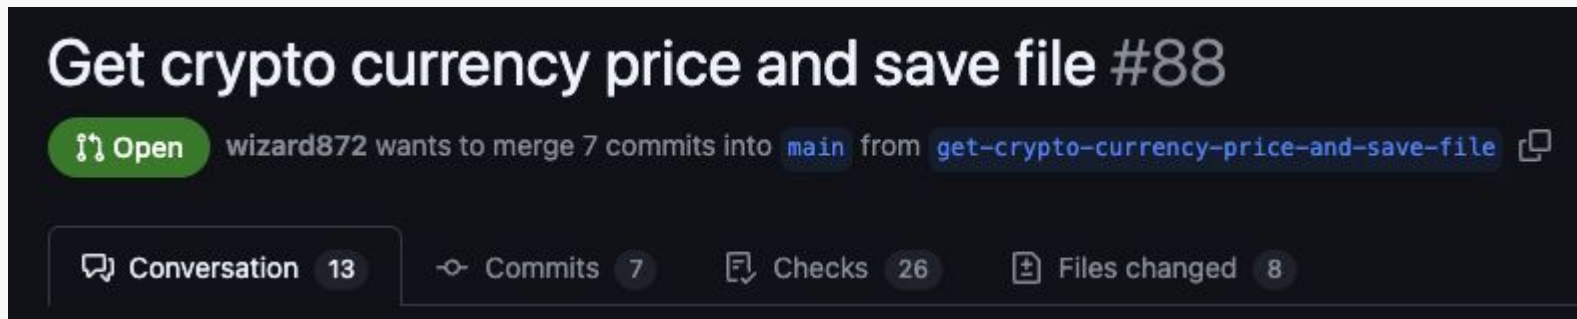 Get crypto currency price and save file #88
Open wizard872 wants to merge 7 commits into main from get-crypto-currency-price-and-save-file
Conversation 13 Commits 7 Checks 26 Files changed 8